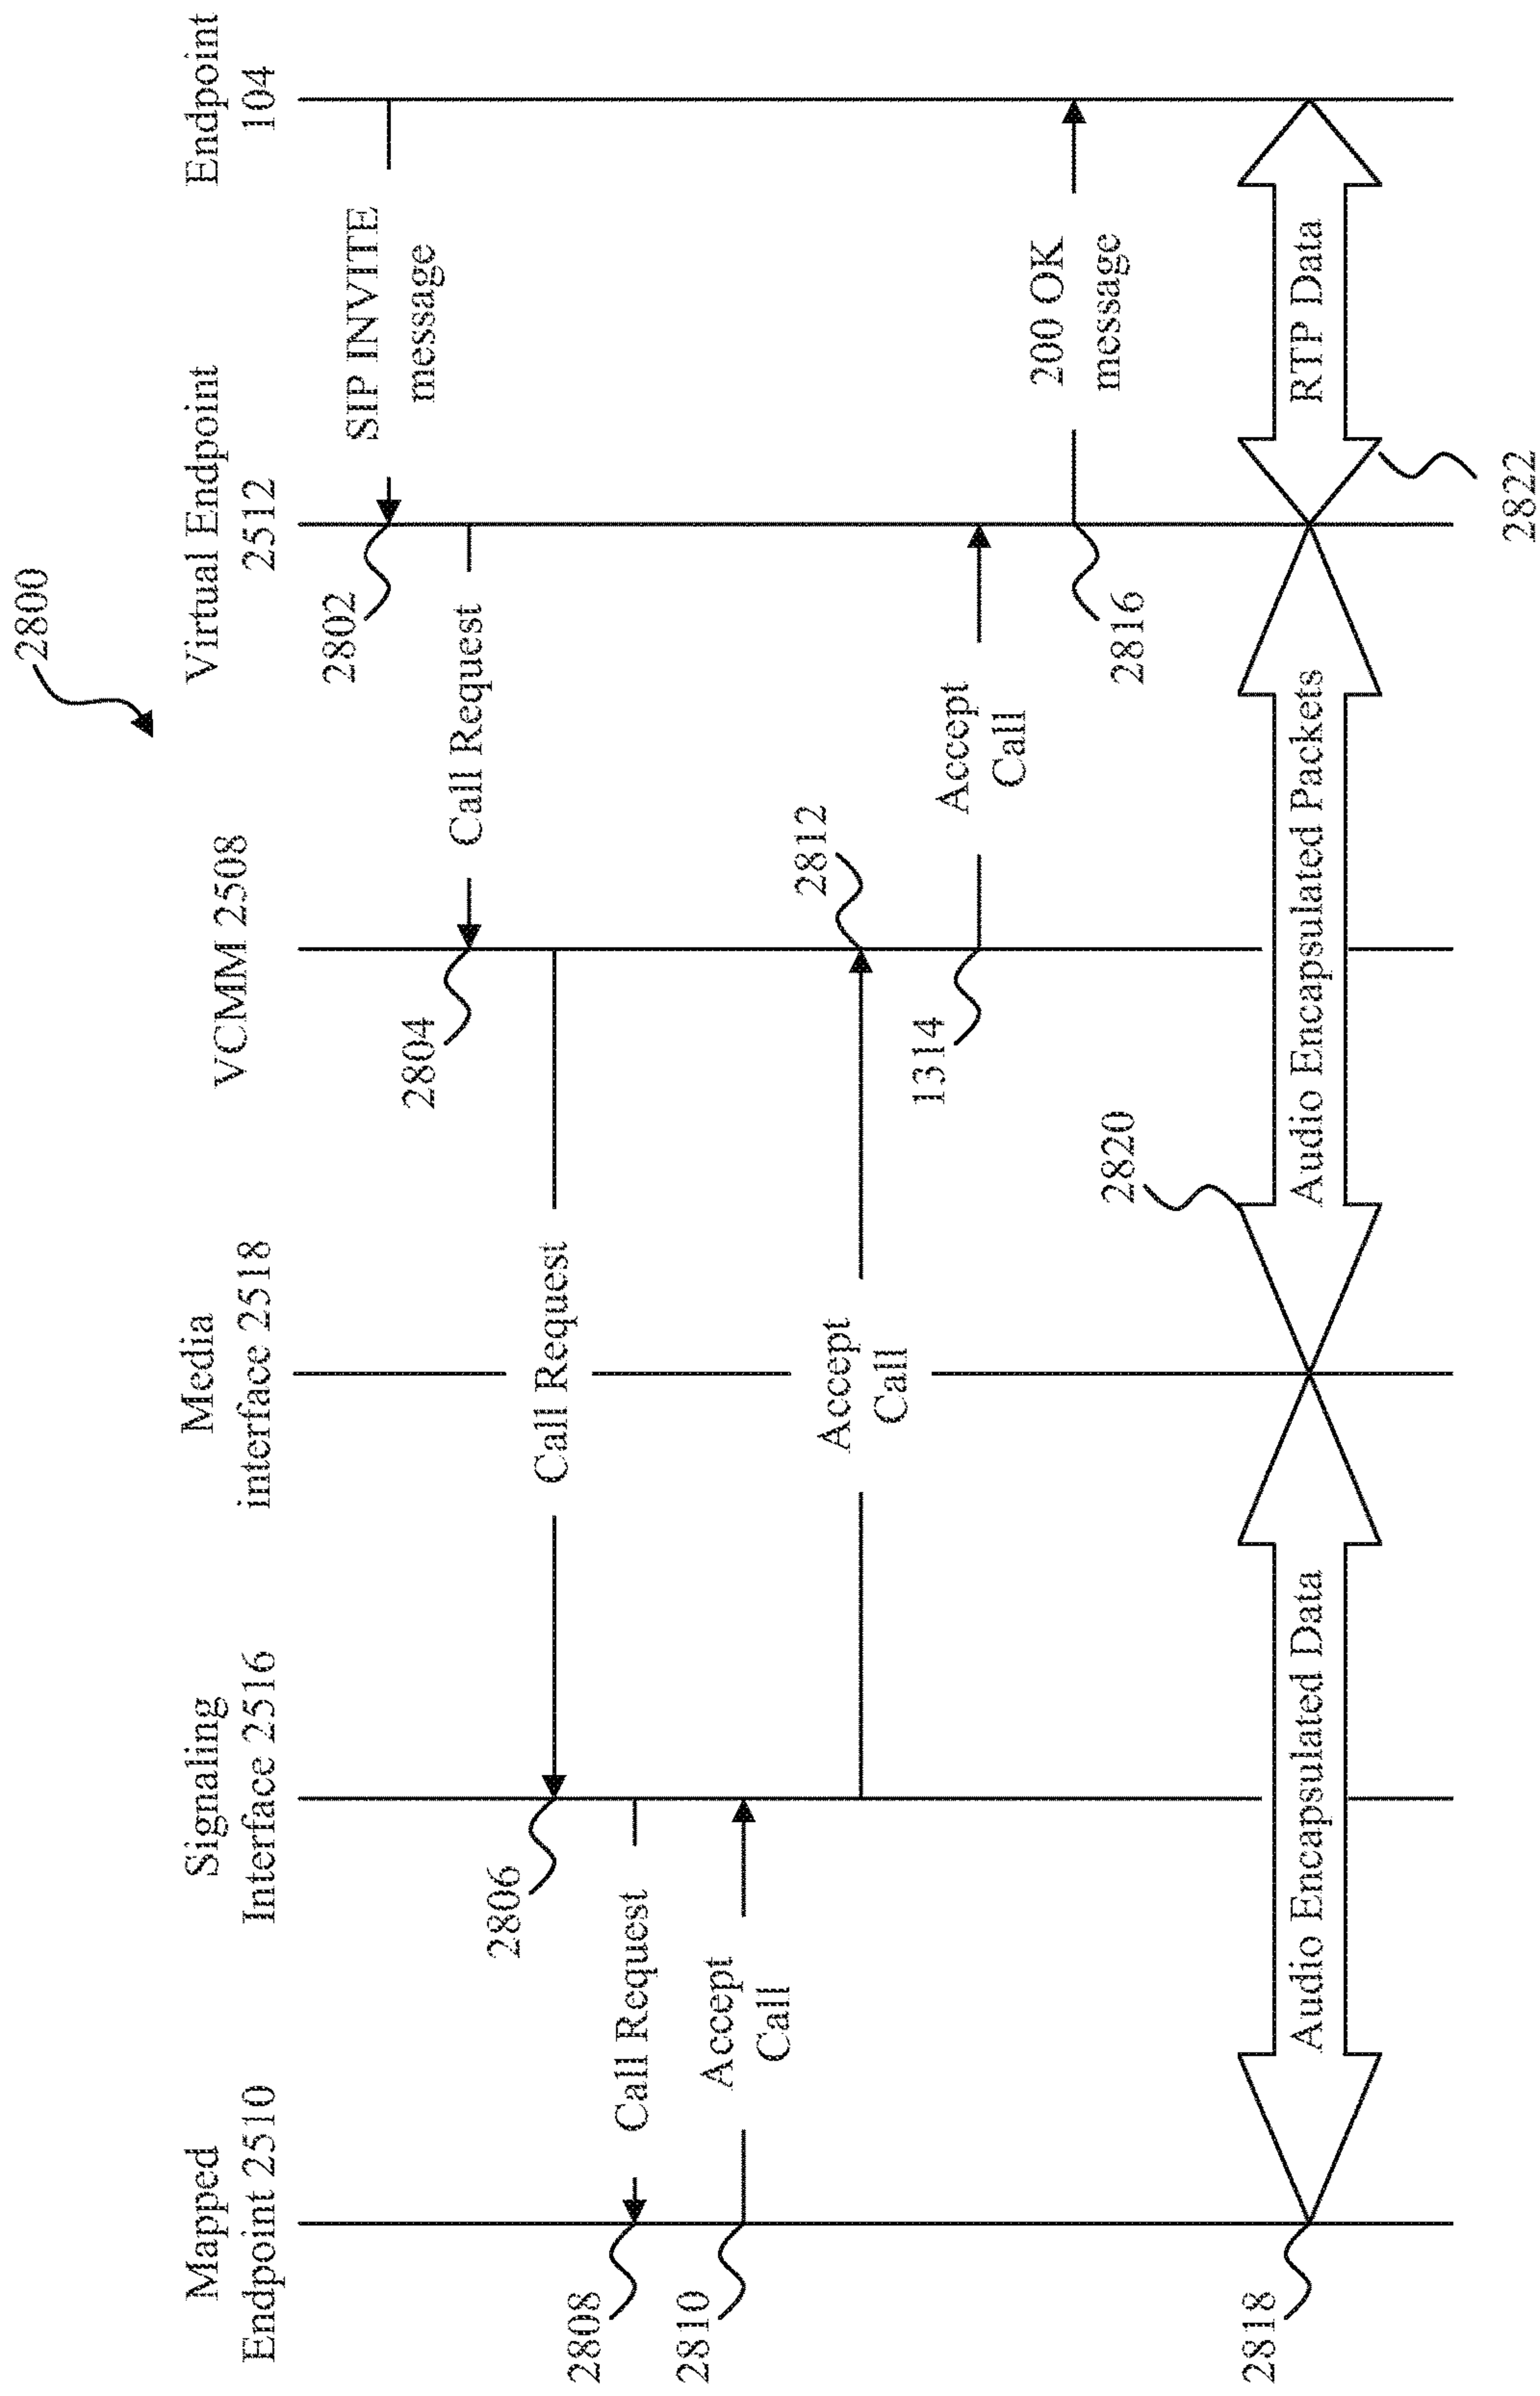 2800
Mapped
Endpoint 2510
Signaling
Interface 2516
Media
interface 2518
VCMM 2508
Virtual Endpoint
2512
Endpoint
104
SIP INVITE
message
2802
Call Request
2804
Call Request
2806
Call Request
2808
Accept
Call
2810
Accept
Call
2812
Accept
Call
1314
200 OK
message
2816
Audio Encapsulated Data
2818
Audio Encapsulated Packets
2820
RTP Data
2822